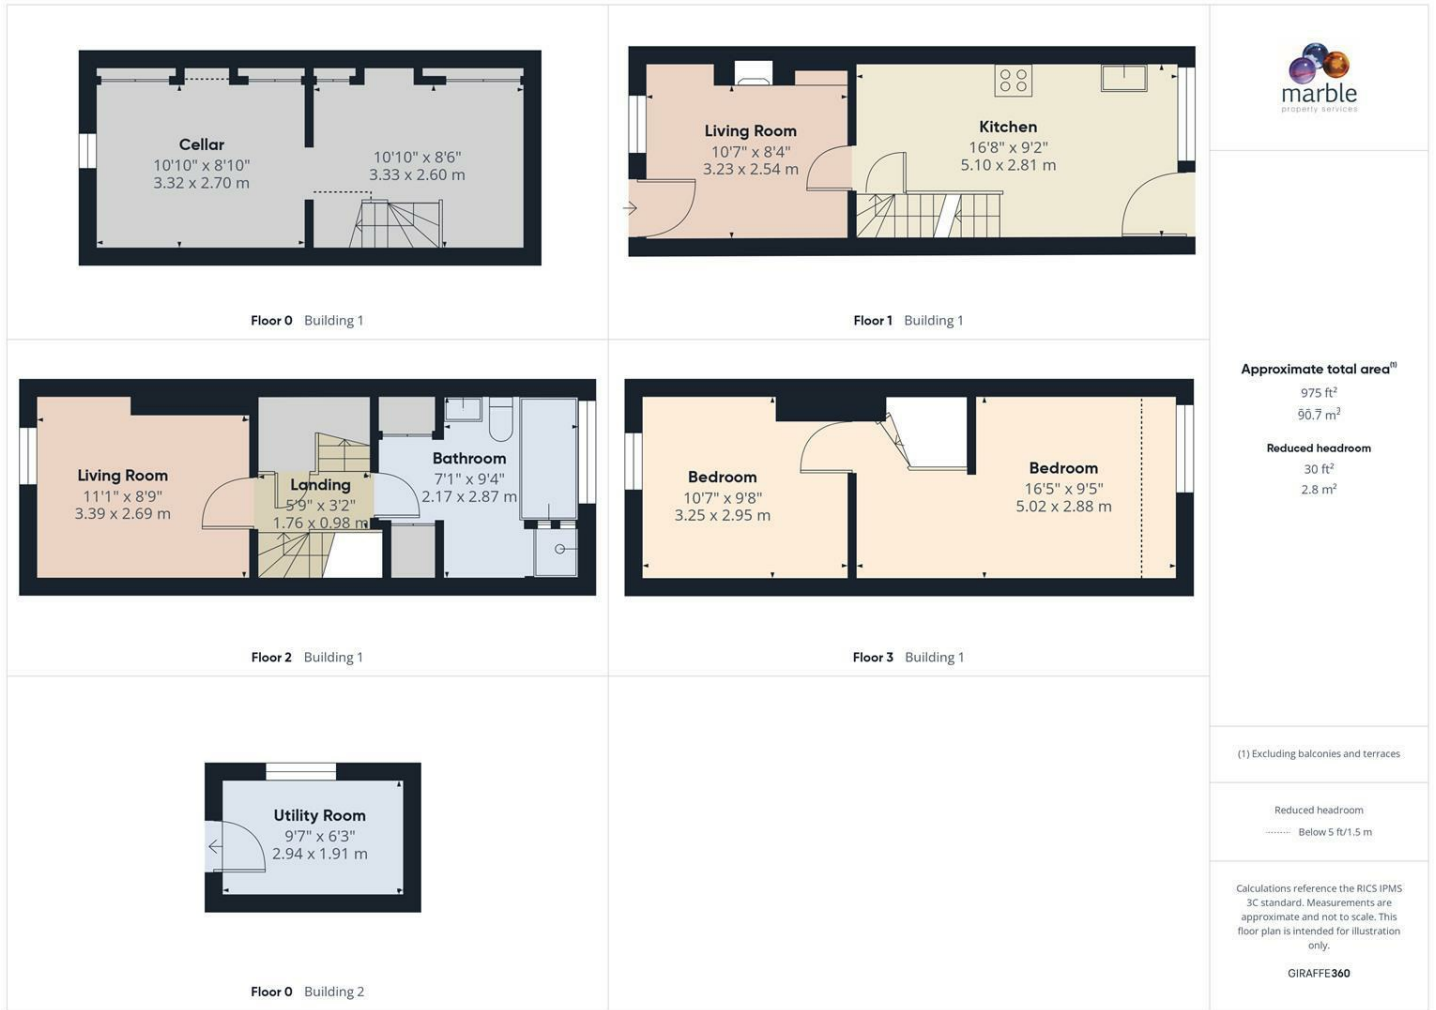 Cellar
10'10" x 8'10"
3.32 x 2.70 m
10'10" x 8'6"
3.33 x 2.60 m
Floor 0 Building 1
Living Room
10'7" x 8'4"
3.23 x 2.54 m
Kitchen
16'8" x 9'2"
5.10 x 2.81 m
Floor 1 Building 1
Living Room
11'1" x 8'9"
3.39 x 2.69 m
Landing
5'9" x 3'2"
1.76 x 0.98 m
Bathroom
7'1" x 9'4"
2.17 x 2.87 m
Floor 2 Building 1
Bedroom
10'7" x 9'8"
3.25 x 2.95 m
Bedroom
16'5" x 9'5"
5.02 x 2.88 m
Floor 3 Building 1
Utility Room
9'7" x 6'3"
2.94 x 1.91 m
Floor 0 Building 2
marble
property services
Approximate total area(1)
975 ft²
90.7 m²
Reduced headroom
30 ft²
2.8 m²
(1) Excluding balconies and terraces
Reduced headroom
Below 5 ft/1.5 m
Calculations reference the RICS IPMS
3C standard. Measurements are
approximate and not to scale. This
floor plan is intended for illustration
only.
GIRAFFE360